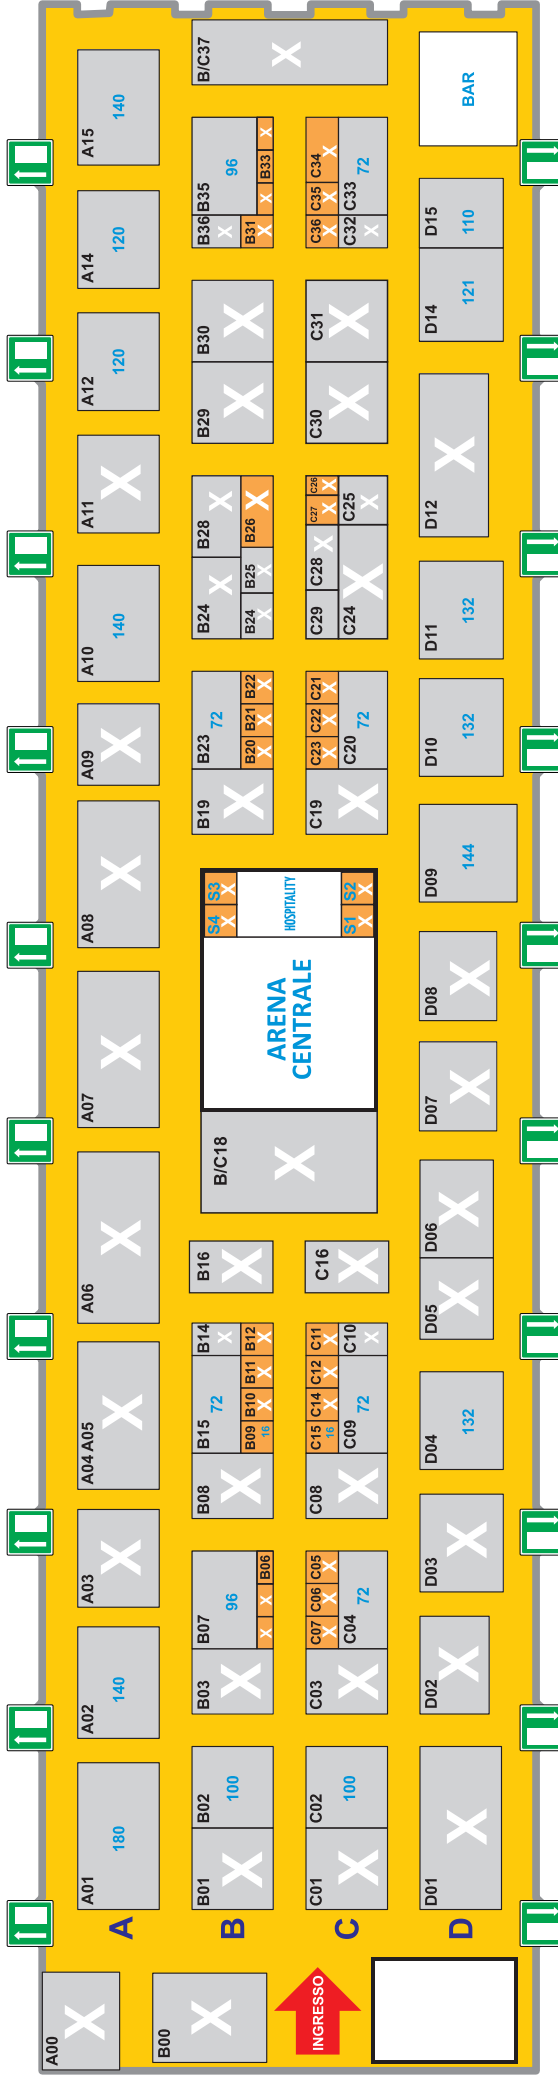 A00
X
A
A01
180
A02
140
A03
X
A04 A05
X
A06
X
A07
X
A08
X
A09
X
A10
140
A11
X
A12
120
A14
120
A15
140
B00
X
B
B01
X
B02
100
B03
X
B07
96
X
X
B06
B08
X
B15
72
B14
X
B09
16
B10
X
B11
X
B12
X
B16
X
B/C18
X
ARENA
CENTRALE
HOSPITALITY
S4
X
S3
X
S1
X
S2
X
B19
X
B23
72
B20
X
B21
X
B22
X
B24
X
B28
X
B24
X
B25
X
B26
X
B29
X
B30
X
B36
X
B35
96
B31
X
X
B33
X
B/C37
X
INGRESSO
C
C01
X
C02
100
C03
X
C07
X
C06
X
C05
X
C04
72
C08
X
C15
16
C14
X
C12
X
C11
X
C09
72
C10
X
C16
X
C19
X
C23
X
C22
X
C21
X
C20
72
C29
C28
X
C27
X
C26
X
C24
X
C25
X
C30
X
C31
X
C36
X
C35
X
C34
X
C32
X
C33
72
D
D01
X
D02
X
D03
X
D04
132
D05
X
D06
X
D07
X
D08
X
D09
144
D10
132
D11
132
D12
X
D14
121
D15
110
BAR